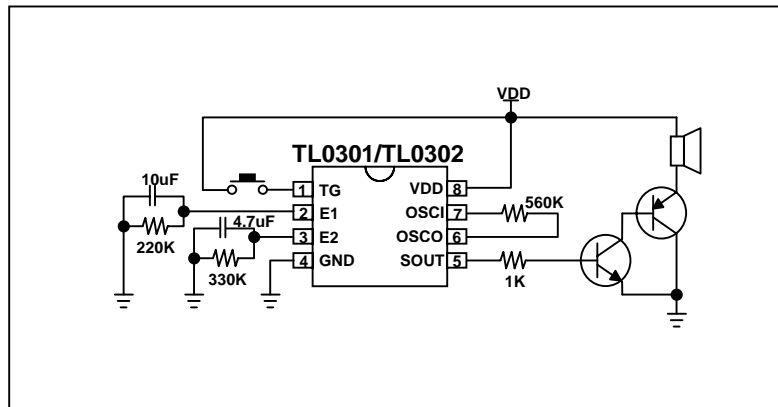 VDD
TL0301/TL0302
10uF
220K
4.7uF
330K
1 TG
2 E1
3 E2
4 GND
VDD 8
OSCI 7
OSCO 6
SOUT 5
560K
1K